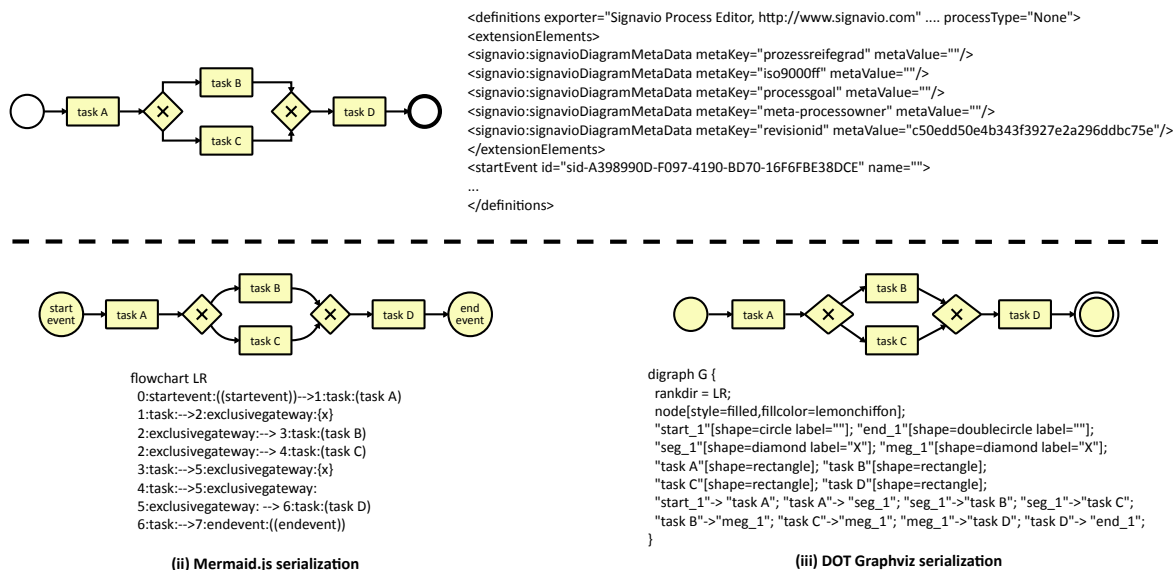 <definitions exporter="Signavio Process Editor, http://www.signavio.com" .... processType="None">
<extensionElements>
<signavio:signavioDiagramMetaData metaKey="prozessreifegrad" metaValue=""/>
<signavio:signavioDiagramMetaData metaKey="iso9000ff" metaValue=""/>
<signavio:signavioDiagramMetaData metaKey="processgoal" metaValue=""/>
<signavio:signavioDiagramMetaData metaKey="meta-processowner" metaValue=""/>
<signavio:signavioDiagramMetaData metaKey="revisionid" metaValue="c50edd50e4b343f3927e2a296ddbc75e"/>
</extensionElements>
<startEvent id="sid-A398990D-F097-4190-BD70-16F6FBE38DCE" name="">
...
</definitions>
task A
task B
task C
task D
start
event
task A
task B
task C
task D
end
event
flowchart LR
0:startevent:((startevent))-->1:task:(task A)
1:task:-->2:exclusivegateway:{x}
2:exclusivegateway:--> 3:task:(task B)
2:exclusivegateway:--> 4:task:(task C)
3:task:-->5:exclusivegateway:{x}
4:task:-->5:exclusivegateway:
5:exclusivegateway: --> 6:task:(task D)
6:task:-->7:endevent:((endevent))
(ii) Mermaid.js serialization
task A
task B
task C
task D
digraph G {
rankdir = LR;
node[style=filled,fillcolor=lemonchiffon];
"start_1"[shape=circle label=""]; "end_1"[shape=doublecircle label=""];
"seg_1"[shape=diamond label="X"]; "meg_1"[shape=diamond label="X"];
"task A"[shape=rectangle]; "task B"[shape=rectangle];
"task C"[shape=rectangle]; "task D"[shape=rectangle];
"start_1"-> "task A"; "task A"-> "seg_1"; "seg_1"->"task B"; "seg_1"->"task C";
"task B"->"meg_1"; "task C"->"meg_1"; "meg_1"->"task D"; "task D"-> "end_1";
}
(iii) DOT Graphviz serialization